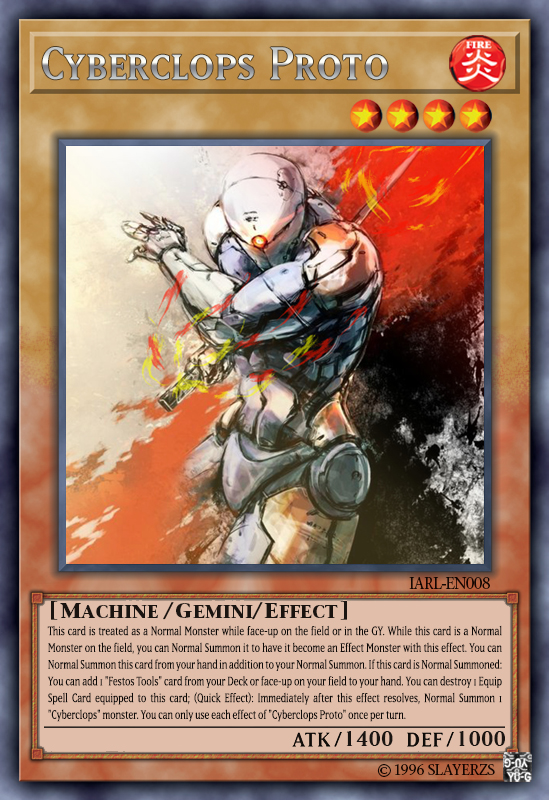 Cyberclops Proto
FIRE
炎
IARL-EN008
[Machine /Gemini/Effect]
This card is treated as a Normal Monster while face-up on the field or in the GY. While this card is a Normal
Monster on the field, you can Normal Summon it to have it become an Effect Monster with this effect. You can
Normal Summon this card from your hand in addition to your Normal Summon. If this card is Normal Summoned:
You can add 1 "Festos Tools" card from your Deck or face-up on your field to your hand. You can destroy 1 Equip
Spell Card equipped to this card; (Quick Effect): Immediately after this effect resolves, Normal Summon 1
"Cyberclops" monster. You can only use each effect of "Cyberclops Proto" once per turn.
ATK/1400 DEF/1000
© 1996 SLAYERZS
YU-G